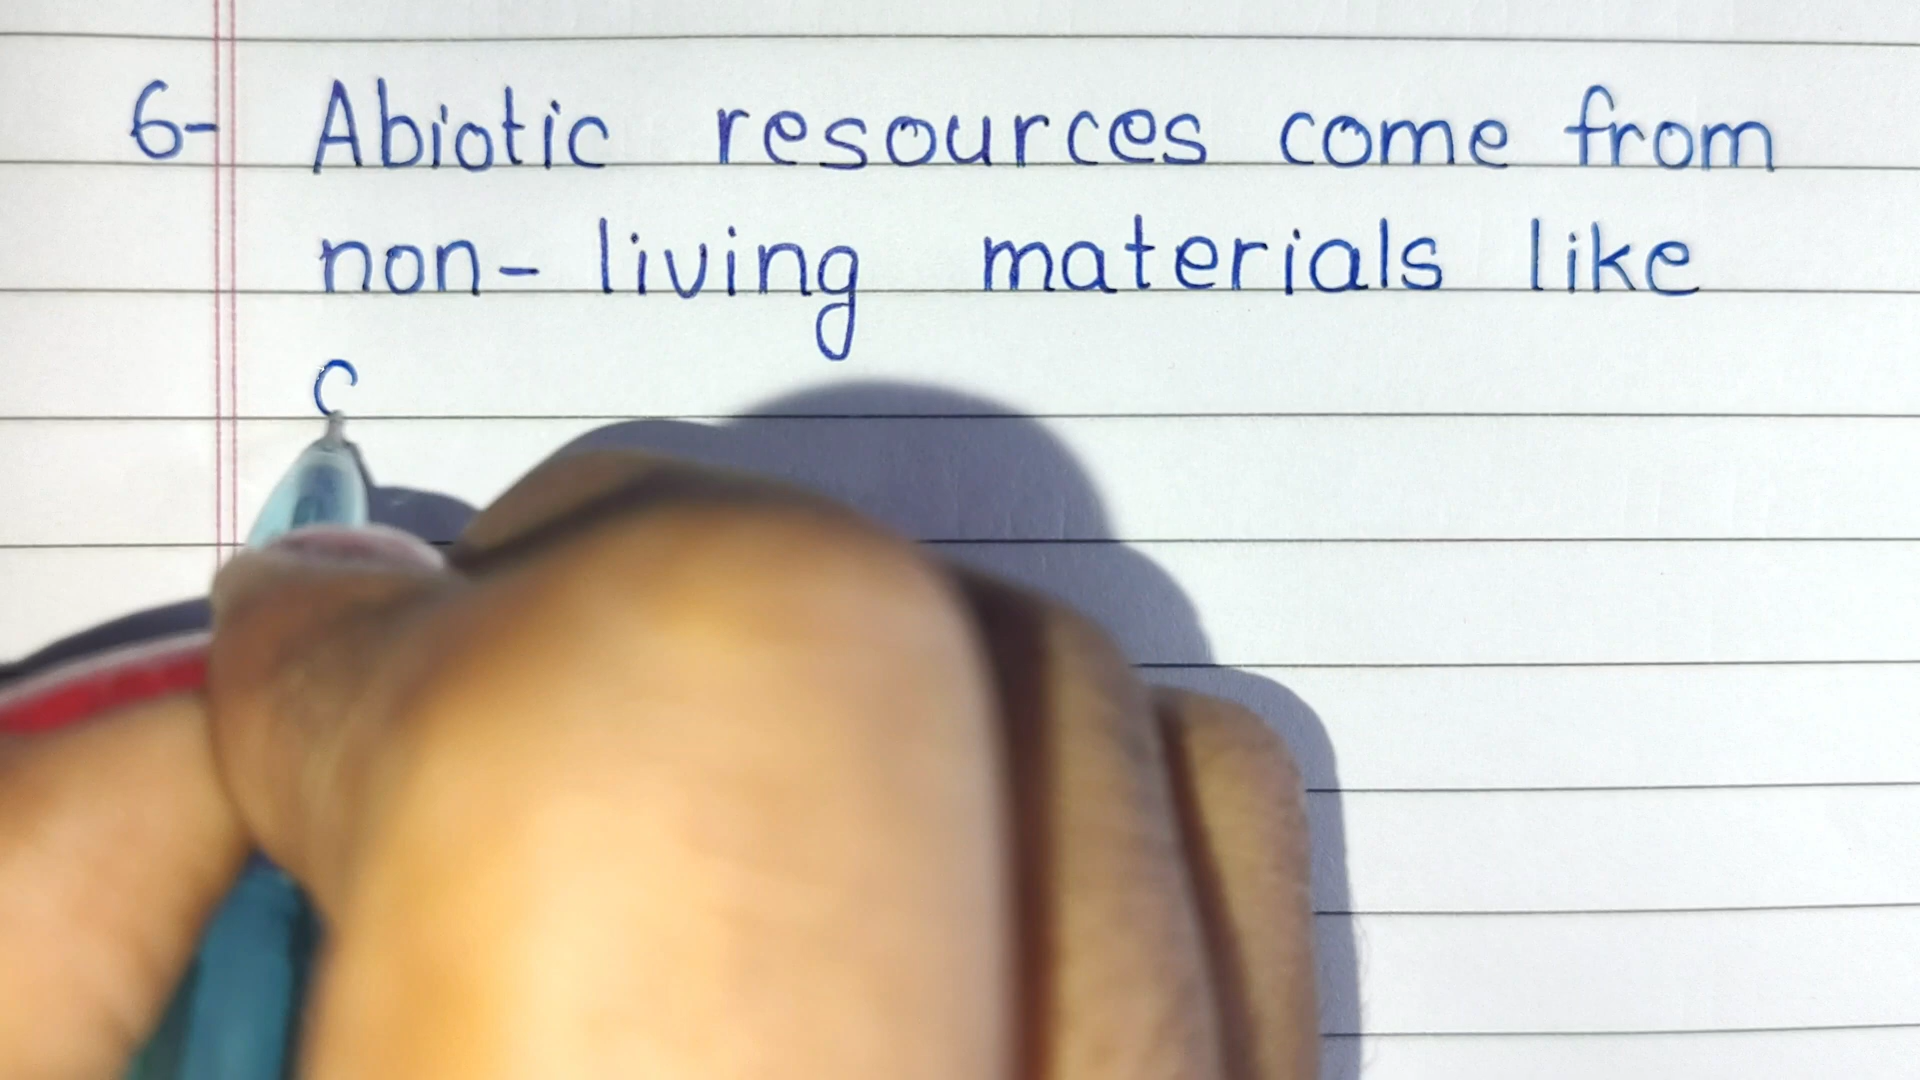 6- Abiotic resources come from
non-living materials like